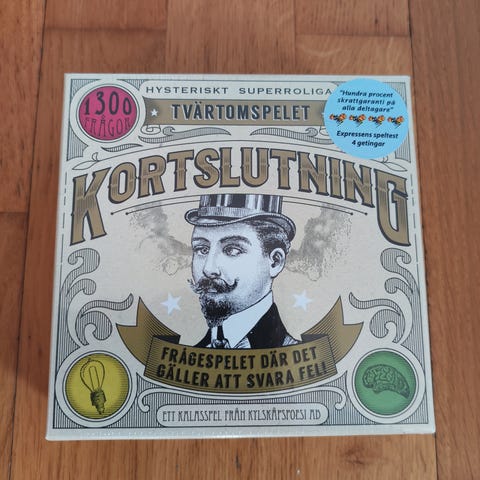 1300
FRÅGOR
HYSTERISKT SUPERROLIGA
TVÄRTOMSPELET
"Hundra procent
skrattgaranti på
alla deltagare"
Expressens speltest
4 getingar
KORTSLUTNING
FRÅGESPELET DÄR DET
GÄLLER ATT SVARA FEL!
ETT KALASSPEL FRÅN KYLSKÅPSPOESI AB